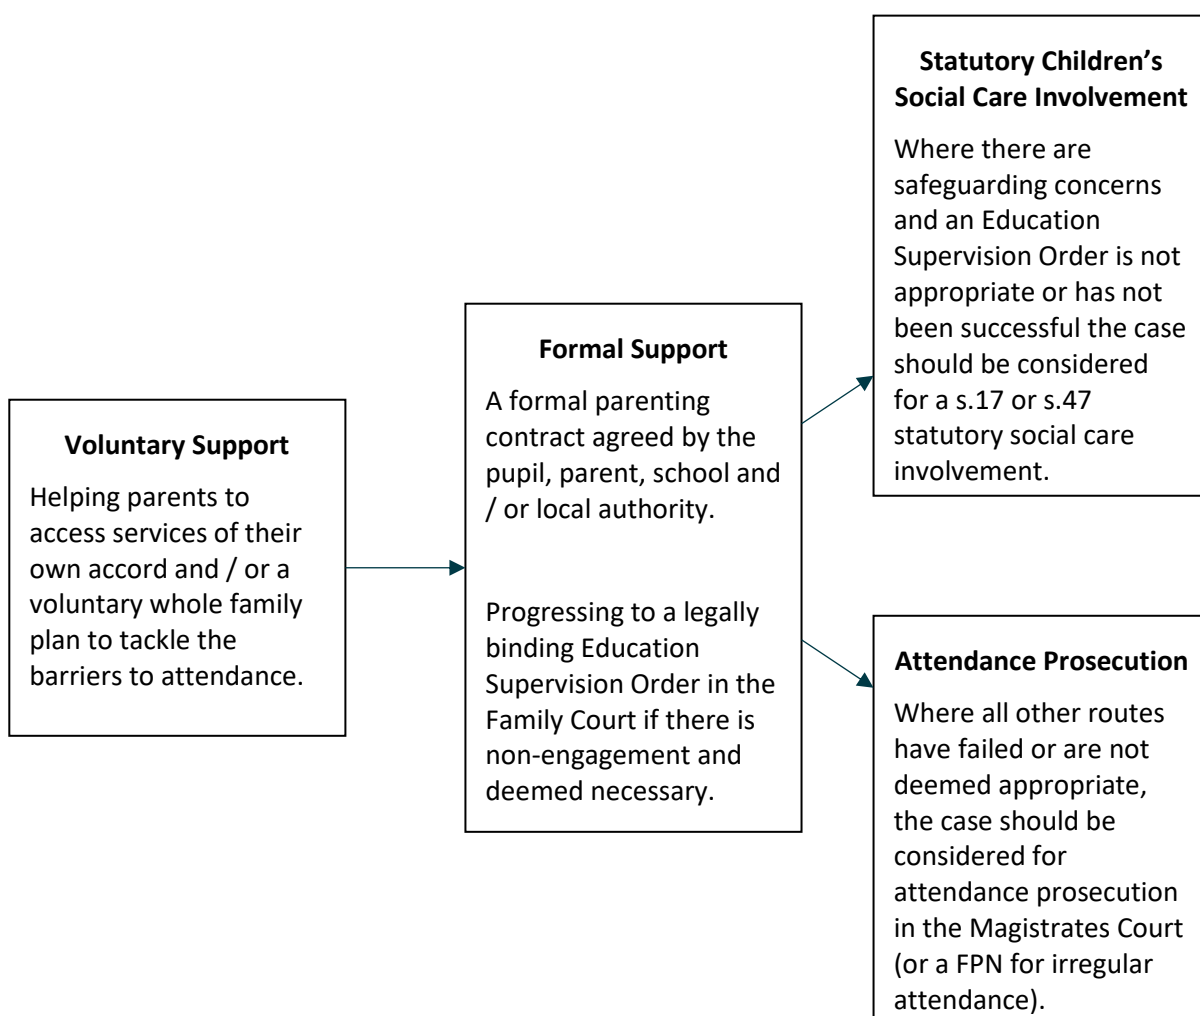 Voluntary Support
Helping parents to
access services of their
own accord and / or a
voluntary whole family
plan to tackle the
barriers to attendance.
Formal Support
A formal parenting
contract agreed by the
pupil, parent, school and
/ or local authority.
Progressing to a legally
binding Education
Supervision Order in the
Family Court if there is
non-engagement and
deemed necessary.
Statutory Children’s
Social Care Involvement
Where there are
safeguarding concerns
and an Education
Supervision Order is not
appropriate or has not
been successful the case
should be considered
for a s.17 or s.47
statutory social care
involvement.
Attendance Prosecution
Where all other routes
have failed or are not
deemed appropriate,
the case should be
considered for
attendance prosecution
in the Magistrates Court
(or a FPN for irregular
attendance).